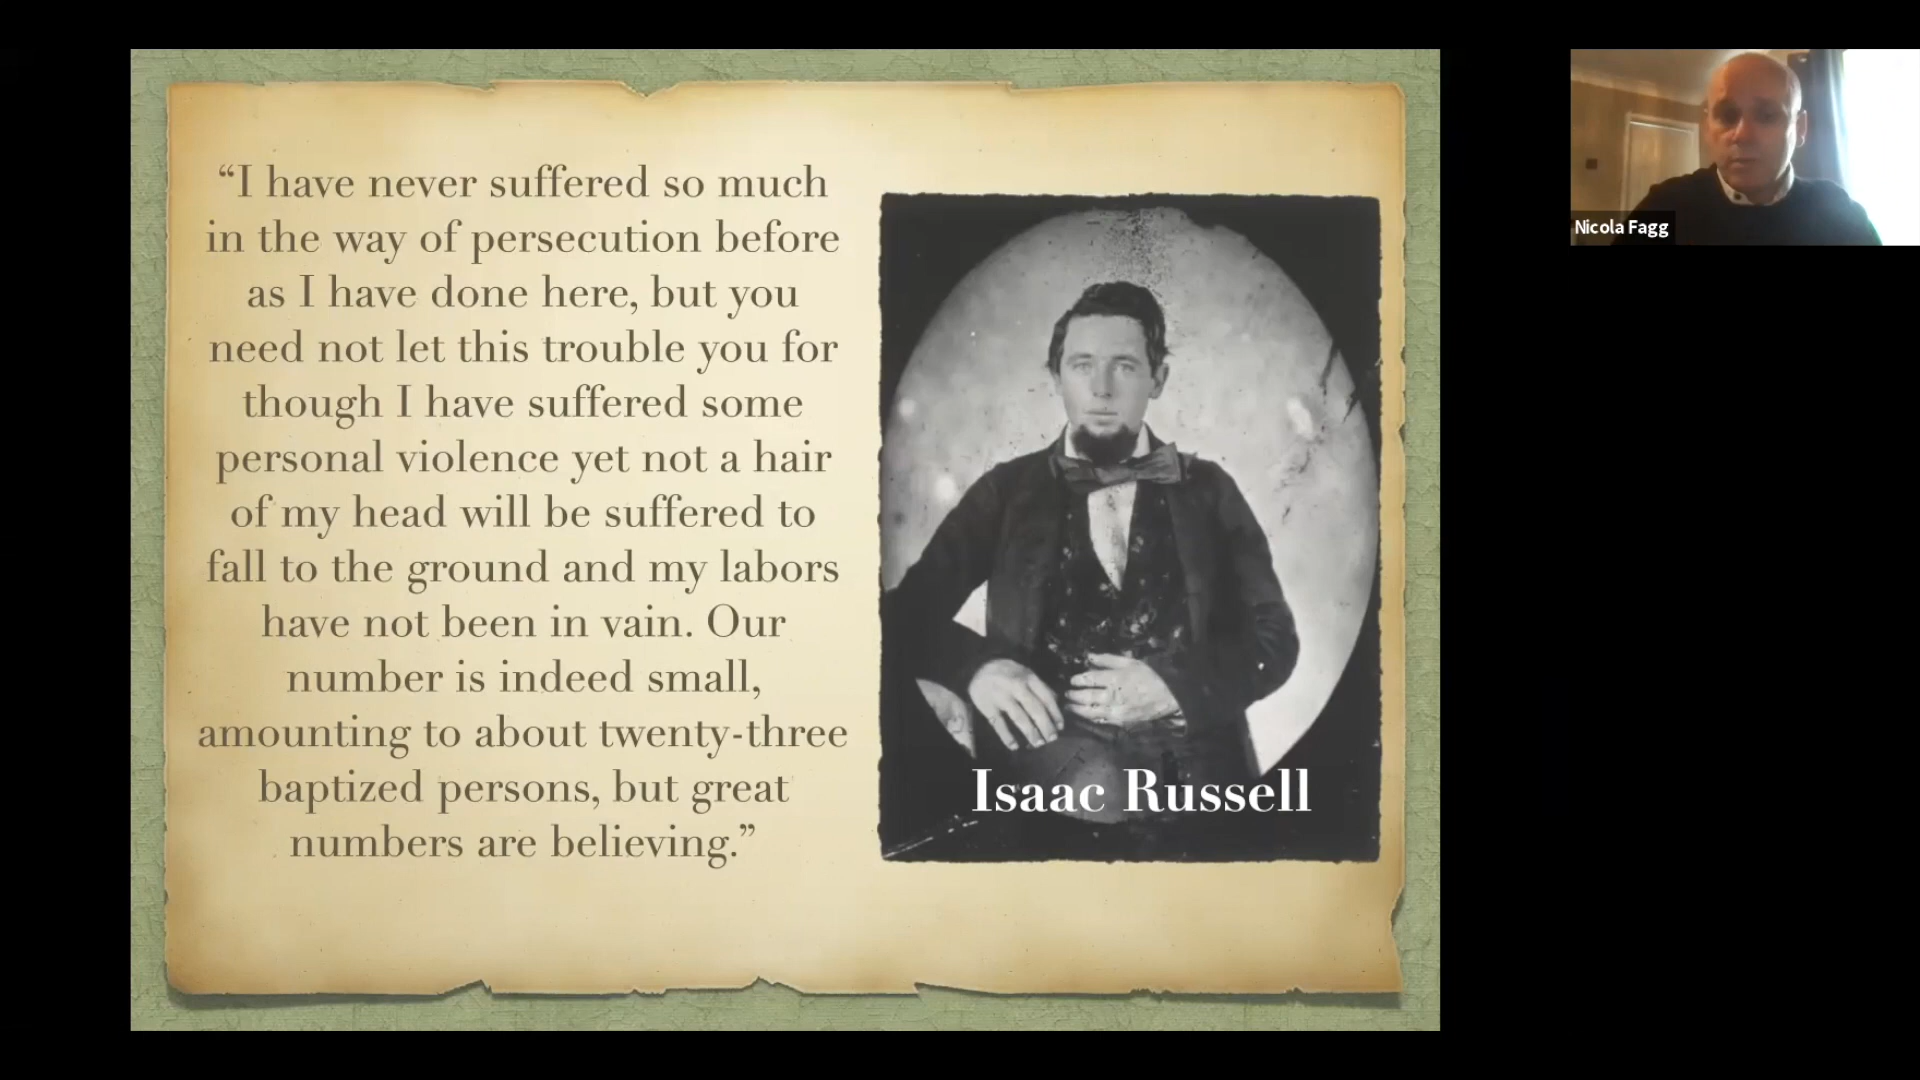 “I have never suffered so much
in the way of persecution before
as I have done here, but you
need not let this trouble you for
though I have suffered some
personal violence yet not a hair
of my head will be suffered to
fall to the ground and my labors
have not been in vain. Our
number is indeed small,
amounting to about twenty-three
baptized persons, but great
numbers are believing.”
Isaac Russell
Nicola Fagg